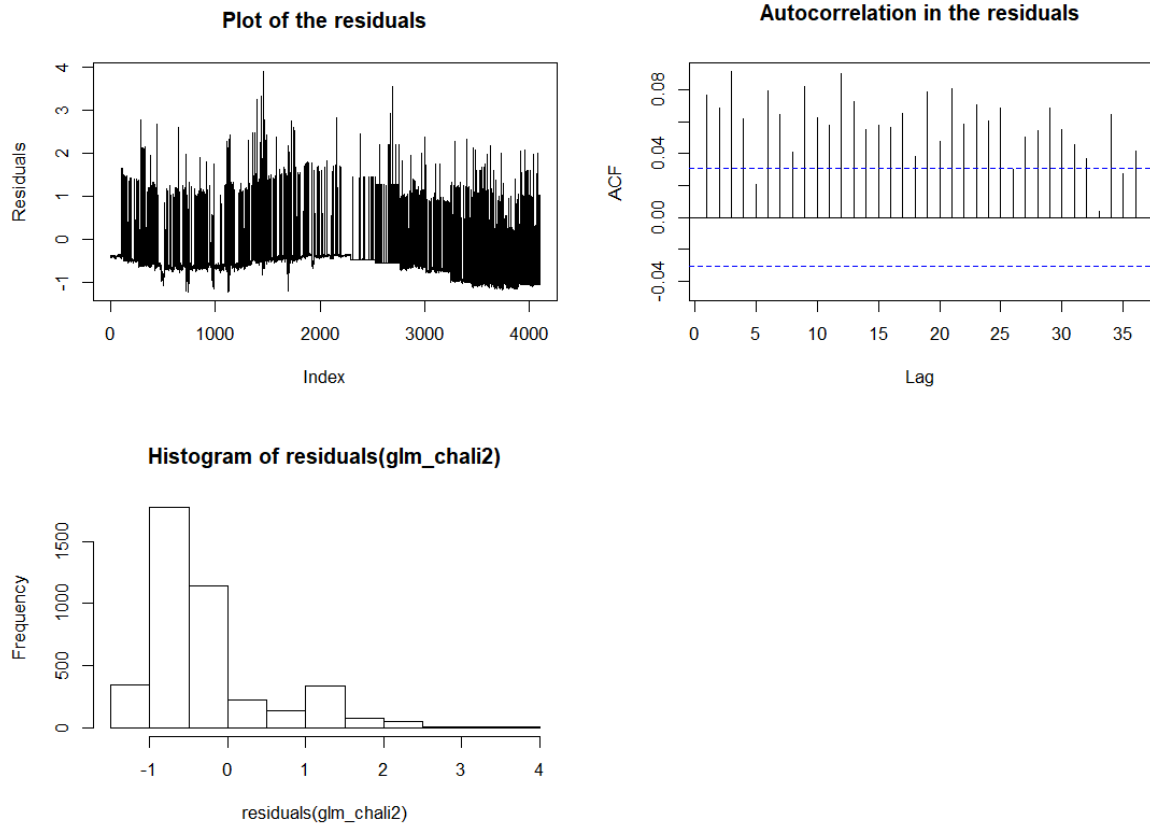 Plot of the residuals
Residuals
4
3
2
1
0
-1
0 1000 2000 3000 4000
Index
Autocorrelation in the residuals
ACF
0.08
0.04
0.00
-0.04
0 5 10 15 20 25 30 35
Lag
Histogram of residuals(glm_chali2)
Frequency
1500
1000
500
0
-1 0 1 2 3 4
residuals(glm_chali2)